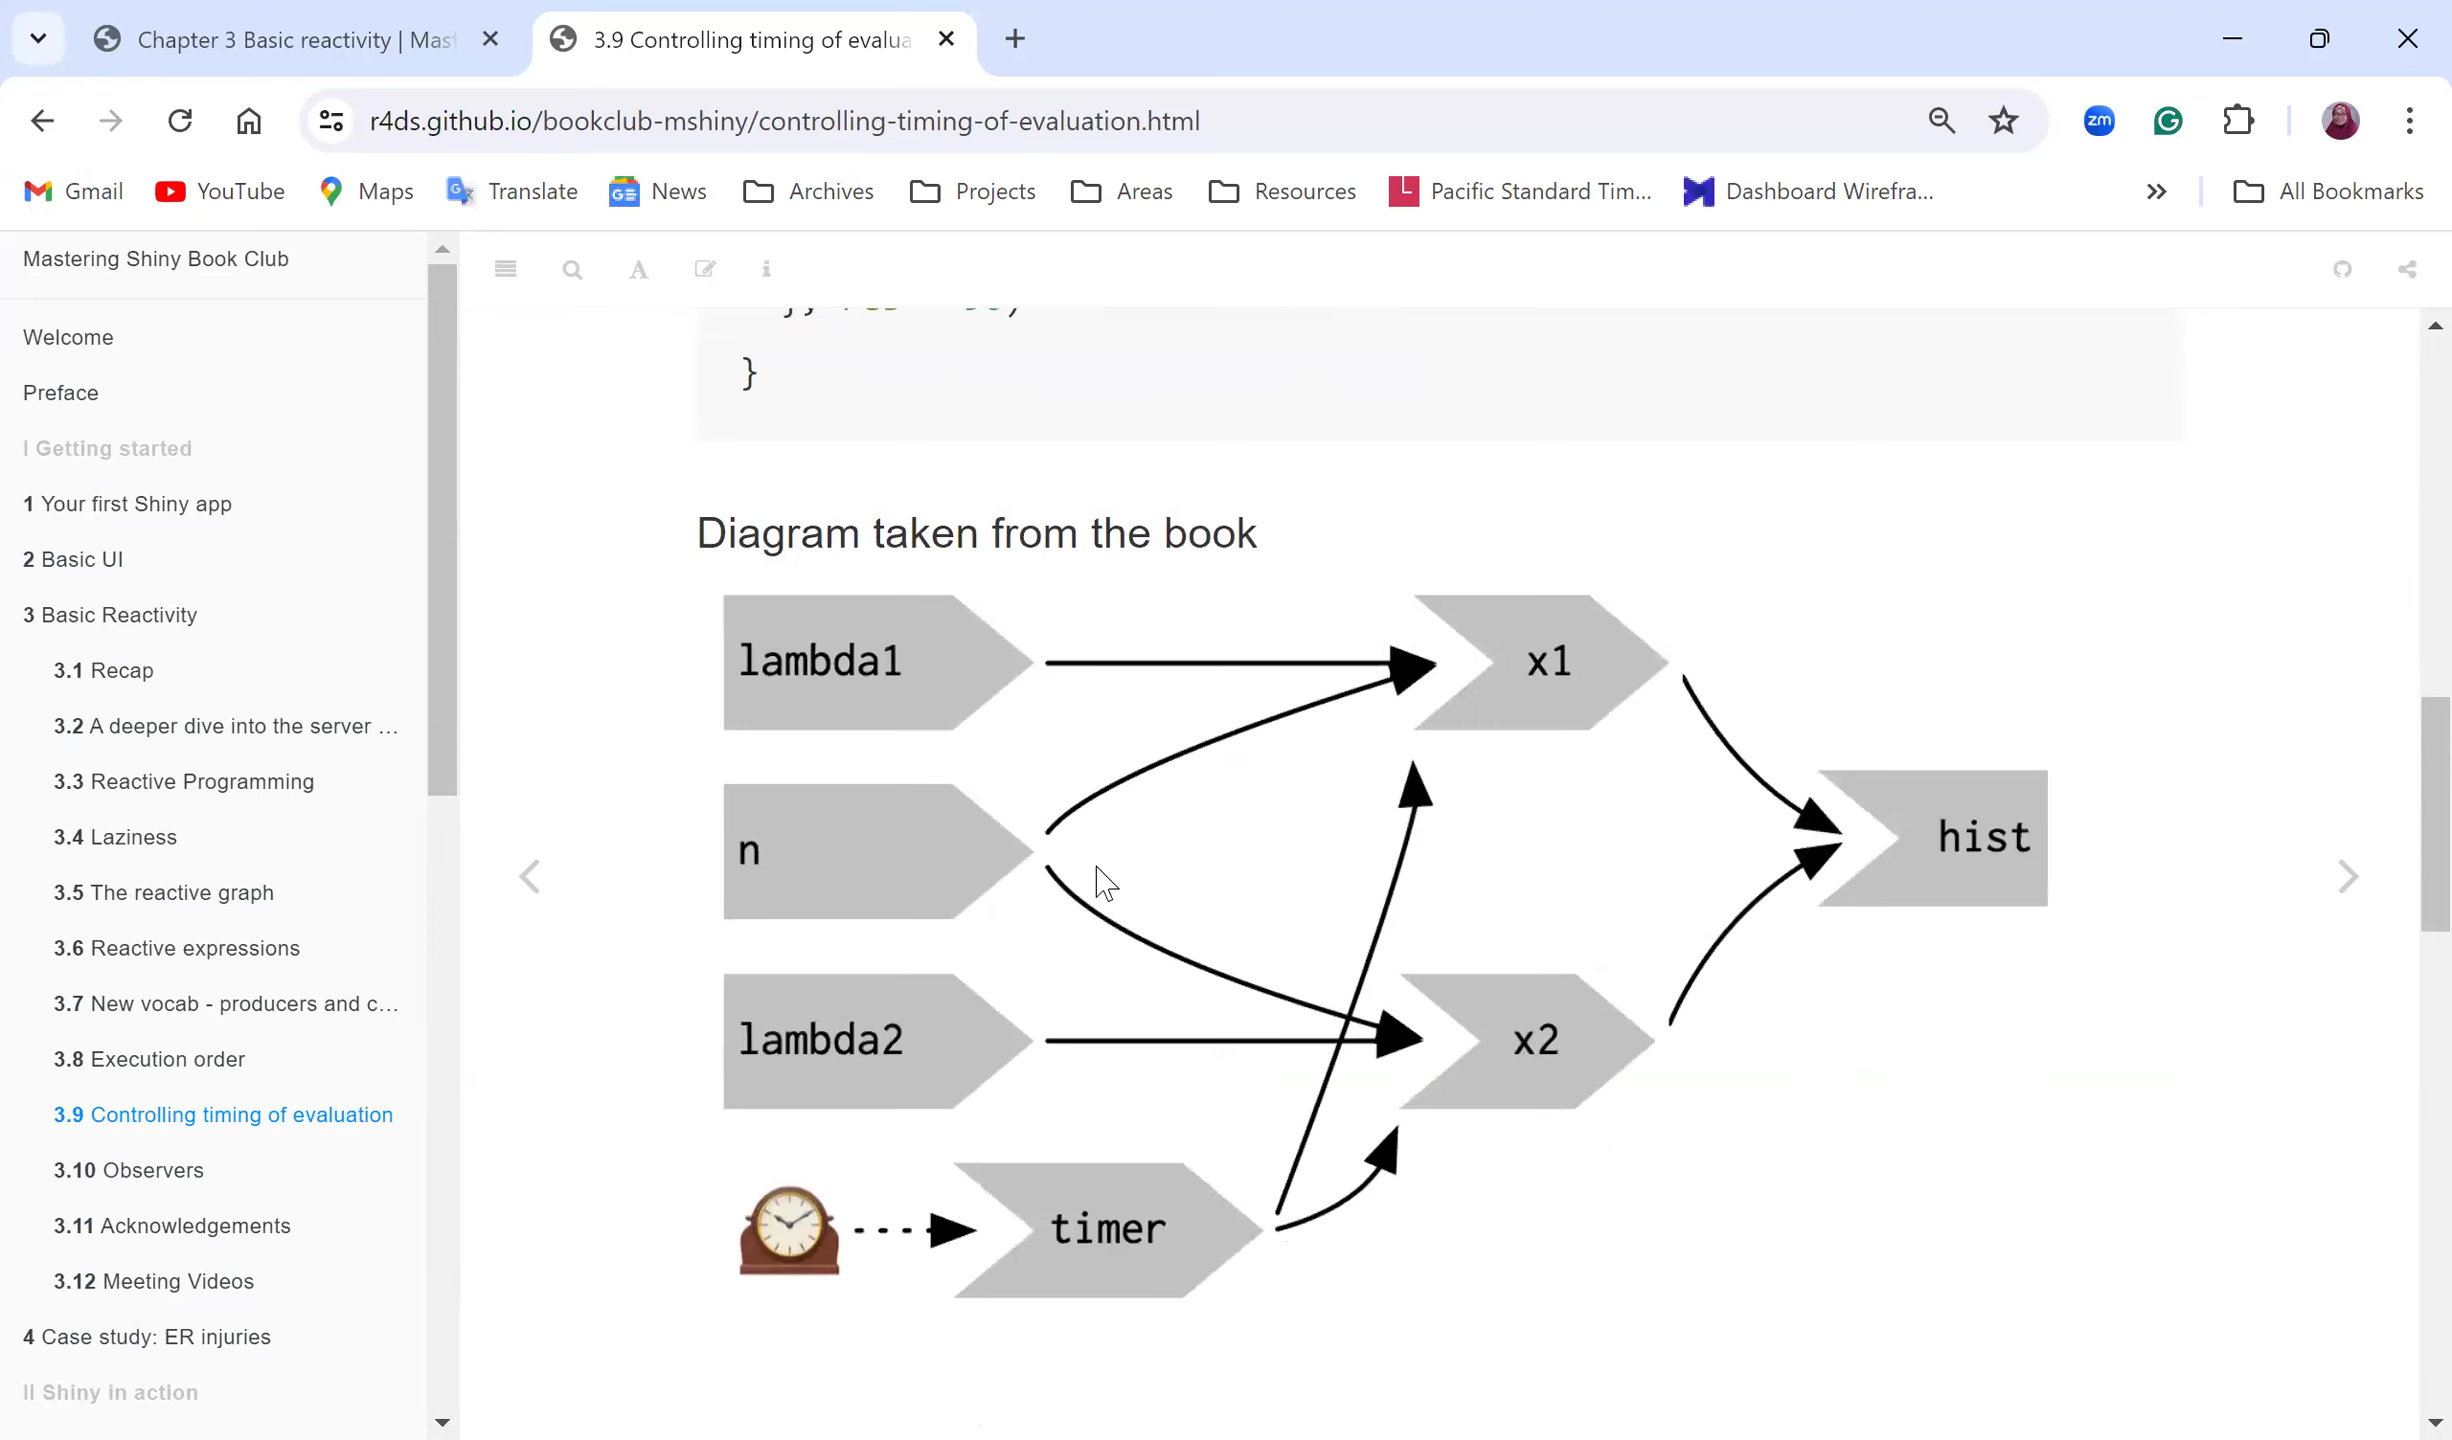 Chapter 3 Basic reactivity | Mast
3.9 Controlling timing of evalua
r4ds.github.io/bookclub-mshiny/controlling-timing-of-evaluation.html
zm
Gmail
YouTube
Maps
Translate
News
Archives
Projects
Areas
Resources
Pacific Standard Tim...
Dashboard Wirefra...
All Bookmarks
Mastering Shiny Book Club
Welcome
Preface
I Getting started
1 Your first Shiny app
2 Basic UI
3 Basic Reactivity
3.1 Recap
3.2 A deeper dive into the server ...
3.3 Reactive Programming
3.4 Laziness
3.5 The reactive graph
3.6 Reactive expressions
3.7 New vocab - producers and c...
3.8 Execution order
3.9 Controlling timing of evaluation
3.10 Observers
3.11 Acknowledgements
3.12 Meeting Videos
4 Case study: ER injuries
II Shiny in action
}
Diagram taken from the book
lambda1
x1
n
hist
lambda2
x2
timer